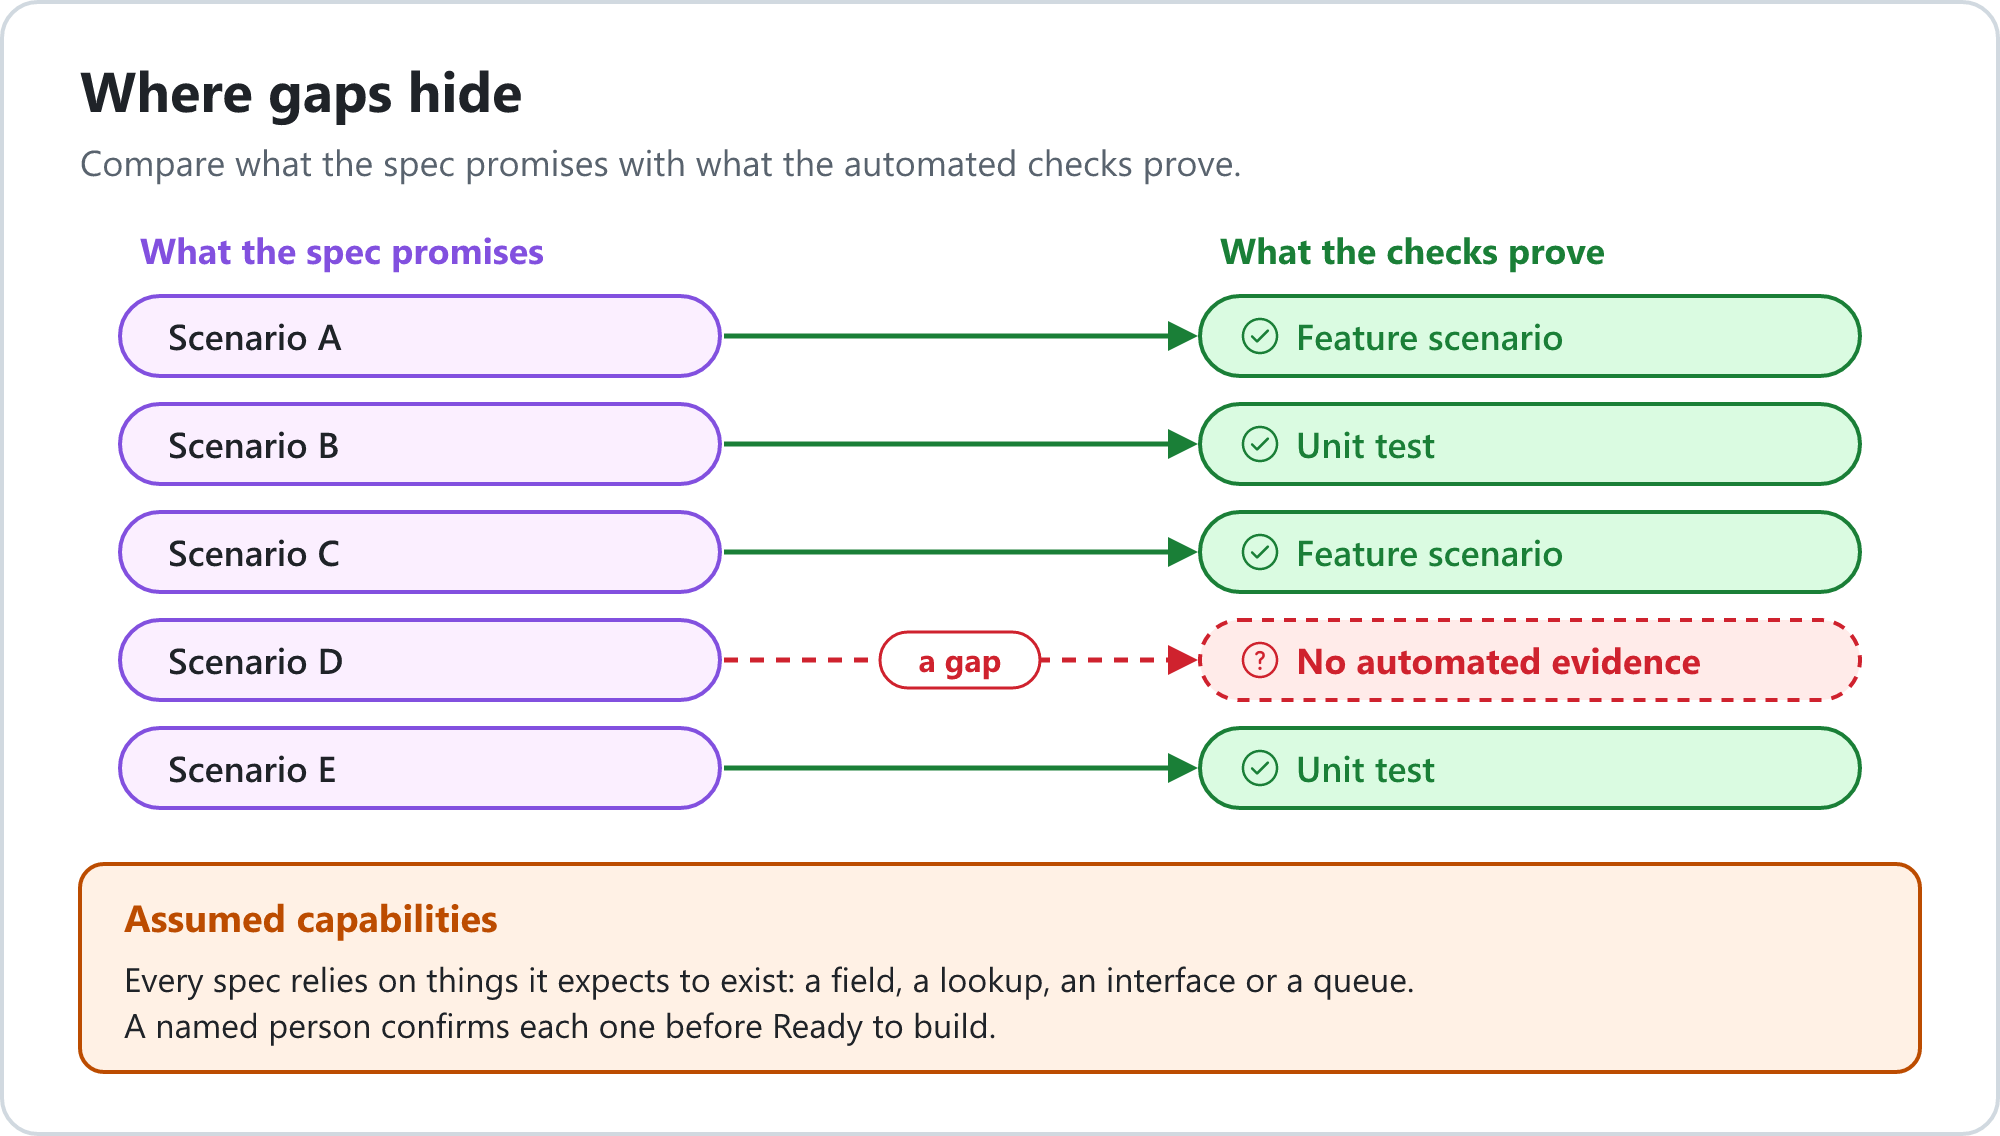 Where gaps hide
Compare what the spec promises with what the automated checks prove.
What the spec promises
What the checks prove
Scenario A
Feature scenario
Scenario B
Unit test
Scenario C
Feature scenario
Scenario D
a gap
? No automated evidence
Scenario E
Unit test
Assumed capabilities
Every spec relies on things it expects to exist: a field, a lookup, an interface or a queue.
A named person confirms each one before Ready to build.